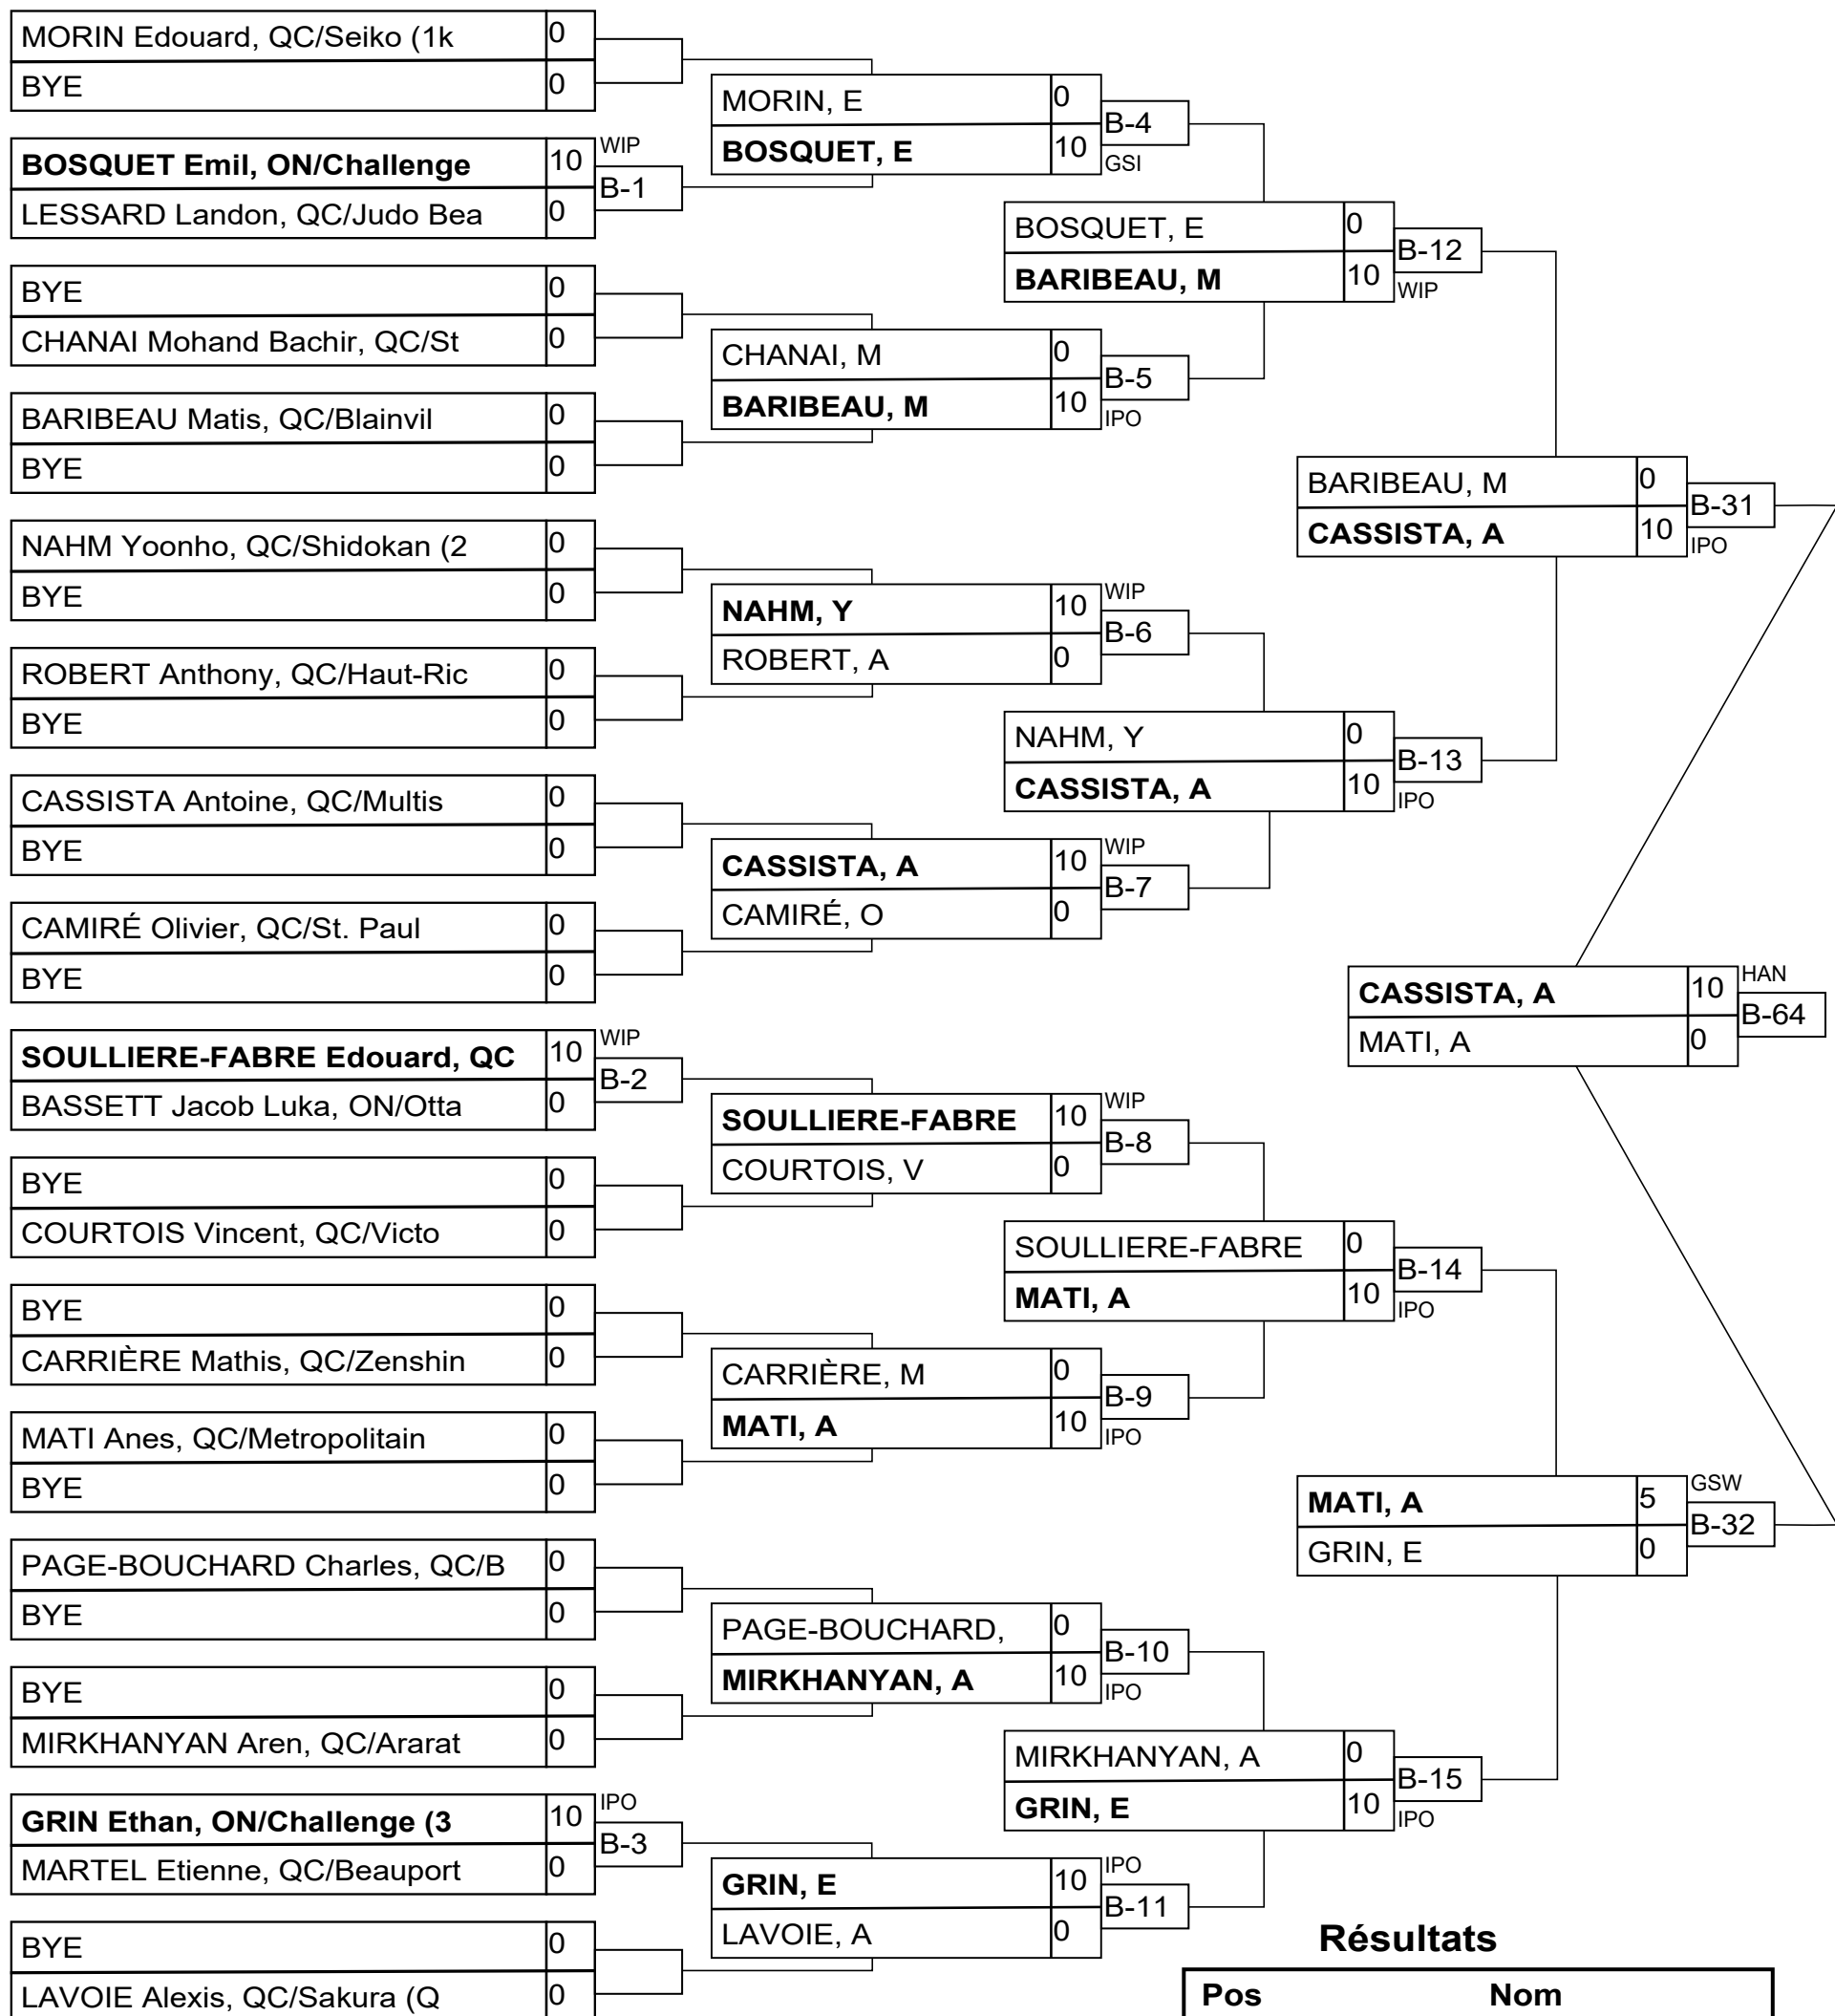 MORIN Edouard, QC/Seiko (1k 0
BYE 0
BOSQUET Emil, ON/Challenge 10 WIP
B-1
LESSARD Landon, QC/Judo Bea 0
BYE 0
CHANAI Mohand Bachir, QC/St 0
BARIBEAU Matis, QC/Blainvil 0
BYE 0
NAHM Yoonho, QC/Shidokan (2 0
BYE 0
ROBERT Anthony, QC/Haut-Ric 0
BYE 0
CASSISTA Antoine, QC/Multis 0
BYE 0
CAMIRÉ Olivier, QC/St. Paul 0
BYE 0
SOULLIERE-FABRE Edouard, QC 10 WIP
B-2
BASSETT Jacob Luka, ON/Otta 0
BYE 0
COURTOIS Vincent, QC/Victo 0
BYE 0
CARRIÈRE Mathis, QC/Zenshin 0
MATI Anes, QC/Metropolitain 0
BYE 0
PAGE-BOUCHARD Charles, QC/B 0
BYE 0
BYE 0
MIRKHANYAN Aren, QC/Ararat 0
GRIN Ethan, ON/Challenge (3 10 IPO
B-3
MARTEL Etienne, QC/Beauport 0
BYE 0
LAVOIE Alexis, QC/Sakura (Q 0
MORIN, E 0
B-4
BOSQUET, E 10 GSI
CHANAI, M 0
B-5
BARIBEAU, M 10 IPO
NAHM, Y 10 WIP
B-6
ROBERT, A 0
CASSISTA, A 10 WIP
B-7
CAMIRÉ, O 0
SOULLIERE-FABRE 10 WIP
B-8
COURTOIS, V 0
CARRIÈRE, M 0
B-9
MATI, A 10 IPO
PAGE-BOUCHARD, 0
B-10
MIRKHANYAN, A 10 IPO
GRIN, E 10 IPO
B-11
LAVOIE, A 0
BOSQUET, E 0
B-12
BARIBEAU, M 10 WIP
NAHM, Y 0
B-13
CASSISTA, A 10 IPO
SOULLIERE-FABRE 0
B-14
MATI, A 10 IPO
MIRKHANYAN, A 0
B-15
GRIN, E 10 IPO
BARIBEAU, M 0
B-31
CASSISTA, A 10 IPO
MATI, A 5 GSW
B-32
GRIN, E 0
CASSISTA, A 10 HAN
B-64
MATI, A 0
Résultats
Pos Nom